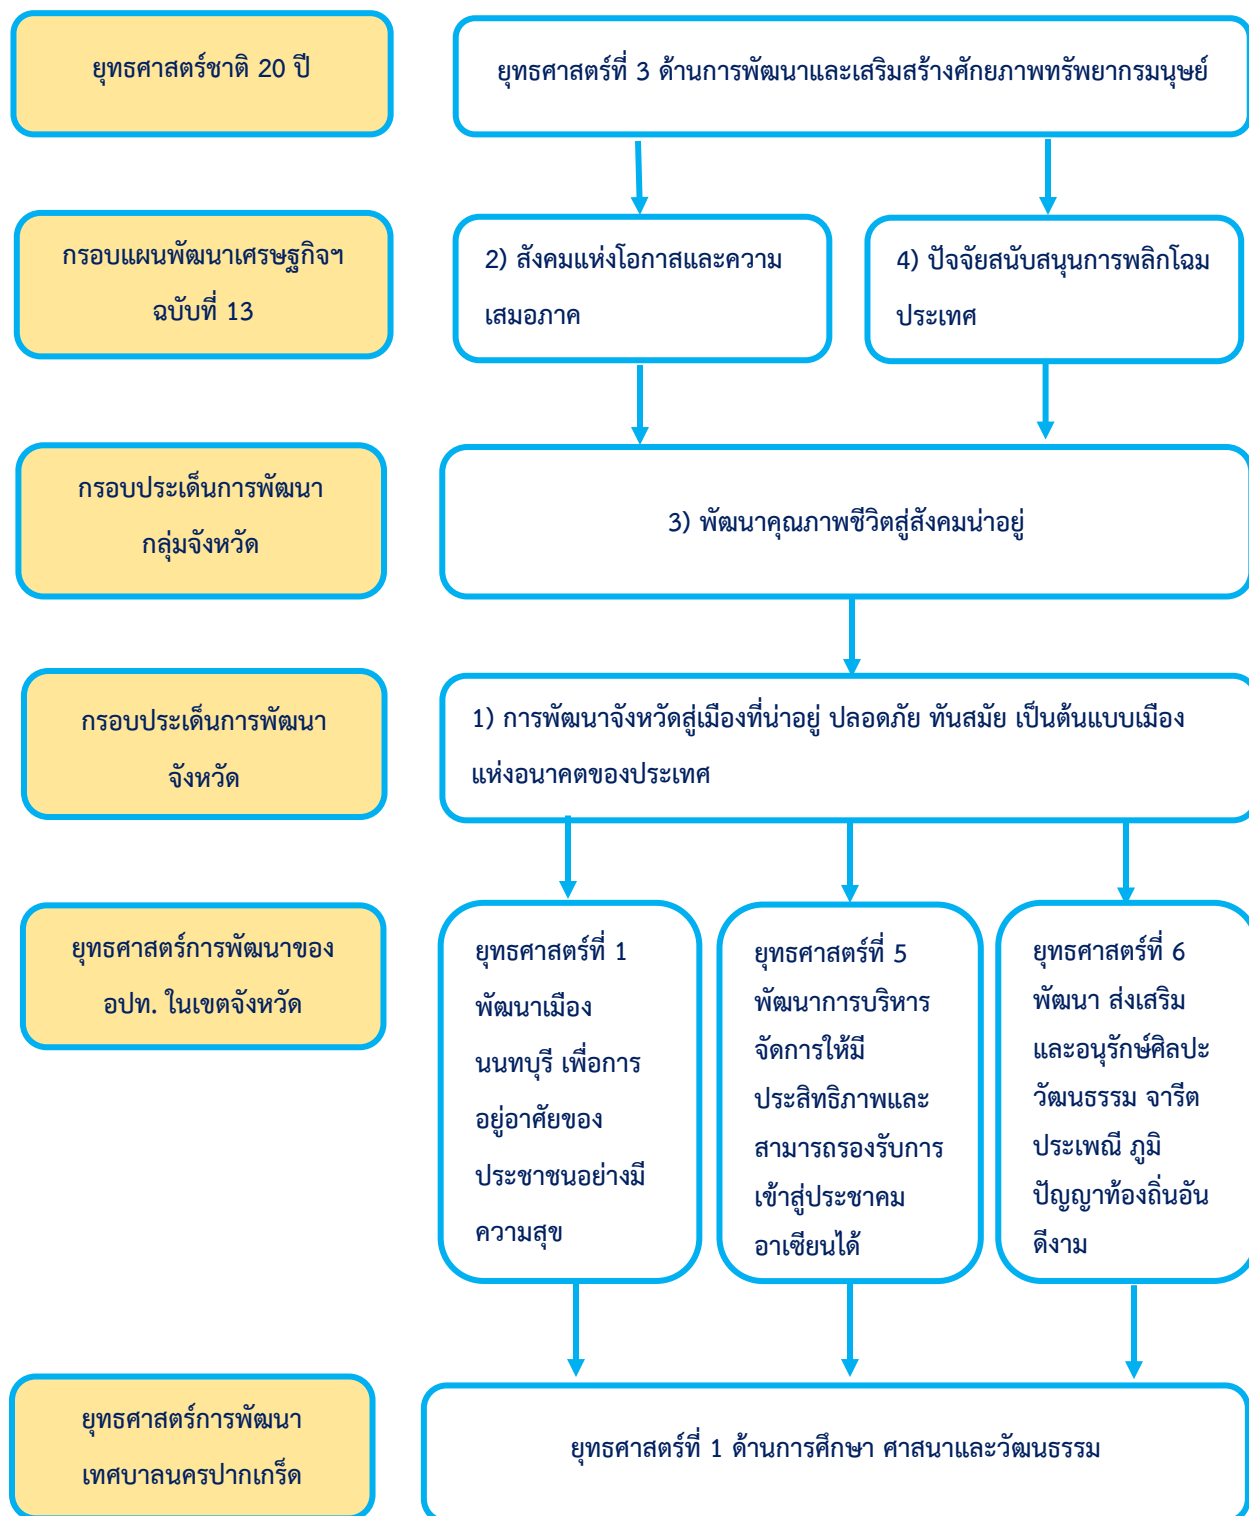 ยุทธศาสตร์ชาติ 20 ปี
ยุทธศาสตร์ที่ 3 ด้านการพัฒนาและเสริมสร้างศักยภาพทรัพยากรมนุษย์
กรอบแผนพัฒนาเศรษฐกิจฯ
ฉบับที่ 13
2) สังคมแห่งโอกาสและความ
เสมอภาค
4) ปัจจัยสนับสนุนการพลิกโฉม
ประเทศ
กรอบประเด็นการพัฒนา
กลุ่มจังหวัด
3) พัฒนาคุณภาพชีวิตสู่สังคมน่าอยู่
กรอบประเด็นการพัฒนา
จังหวัด
1) การพัฒนาจังหวัดสู่เมืองที่น่าอยู่ ปลอดภัย ทันสมัย เป็นต้นแบบเมือง
แห่งอนาคตของประเทศ
ยุทธศาสตร์การพัฒนาของ
อปท. ในเขตจังหวัด
ยุทธศาสตร์ที่ 1
พัฒนาเมือง
นนทบุรี เพื่อการ
อยู่อาศัยของ
ประชาชนอย่างมี
ความสุข
ยุทธศาสตร์ที่ 5
พัฒนาการบริหาร
จัดการให้มี
ประสิทธิภาพและ
สามารถรองรับการ
เข้าสู่ประชาคม
อาเซียนได้
ยุทธศาสตร์ที่ 6
พัฒนา ส่งเสริม
และอนุรักษ์ศิลปะ
วัฒนธรรม จารีต
ประเพณี ภูมิ
ปัญญาท้องถิ่นอัน
ดีงาม
ยุทธศาสตร์การพัฒนา
เทศบาลนครปากเกร็ด
ยุทธศาสตร์ที่ 1 ด้านการศึกษา ศาสนาและวัฒนธรรม